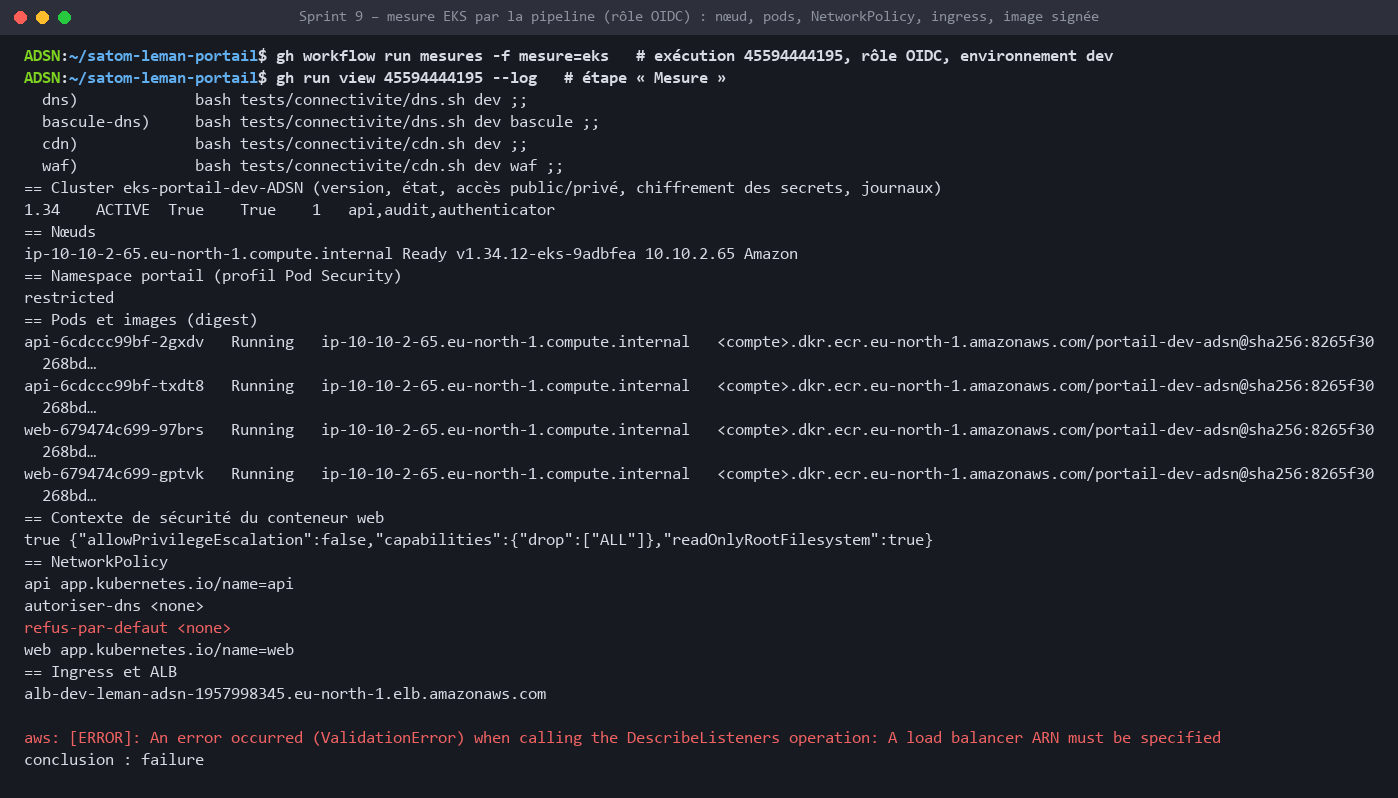 Sprint 9 – mesure EKS par la pipeline (rôle OIDC) : nœud, pods, NetworkPolicy, ingress, image signée
ADSN:~/satom-leman-portail$ gh workflow run mesures -f mesure=eks   # exécution 45594444195, rôle OIDC, environnement dev
ADSN:~/satom-leman-portail$ gh run view 45594444195 --log   # étape « Mesure »
  dns)             bash tests/connectivite/dns.sh dev ;;
  bascule-dns)     bash tests/connectivite/dns.sh dev bascule ;;
  cdn)             bash tests/connectivite/cdn.sh dev ;;
  waf)             bash tests/connectivite/cdn.sh dev waf ;;
== Cluster eks-portail-dev-ADSN (version, état, accès public/privé, chiffrement des secrets, journaux)
1.34    ACTIVE  True    True    1   api,audit,authenticator
== Nœuds
ip-10-10-2-65.eu-north-1.compute.internal Ready v1.34.12-eks-9adbfea 10.10.2.65 Amazon
== Namespace portail (profil Pod Security)
restricted
== Pods et images (digest)
api-6cdccc99bf-2gxdv   Running   ip-10-10-2-65.eu-north-1.compute.internal   <compte>.dkr.ecr.eu-north-1.amazonaws.com/portail-dev-adsn@sha256:8265f30
  268bd…
api-6cdccc99bf-txdt8   Running   ip-10-10-2-65.eu-north-1.compute.internal   <compte>.dkr.ecr.eu-north-1.amazonaws.com/portail-dev-adsn@sha256:8265f30
  268bd…
web-679474c699-97brs   Running   ip-10-10-2-65.eu-north-1.compute.internal   <compte>.dkr.ecr.eu-north-1.amazonaws.com/portail-dev-adsn@sha256:8265f30
  268bd…
web-679474c699-gptvk   Running   ip-10-10-2-65.eu-north-1.compute.internal   <compte>.dkr.ecr.eu-north-1.amazonaws.com/portail-dev-adsn@sha256:8265f30
  268bd…
== Contexte de sécurité du conteneur web
true {"allowPrivilegeEscalation":false,"capabilities":{"drop":["ALL"]},"readOnlyRootFilesystem":true}
== NetworkPolicy
api app.kubernetes.io/name=api
autoriser-dns <none>
refus-par-defaut <none>
web app.kubernetes.io/name=web
== Ingress et ALB
alb-dev-leman-adsn-1957998345.eu-north-1.elb.amazonaws.com
aws: [ERROR]: An error occurred (ValidationError) when calling the DescribeListeners operation: A load balancer ARN must be specified
conclusion : failure